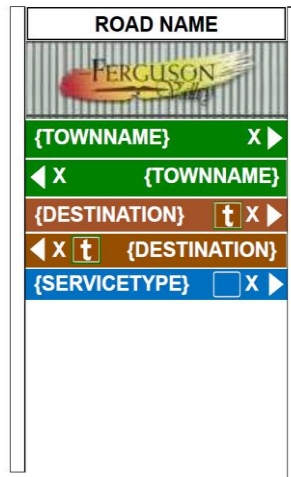 ROAD NAME
FERGUSON
Valley
{TOWNNAME} X
X {TOWNNAME}
{DESTINATION} t X
X t {DESTINATION}
{SERVICETYPE} X